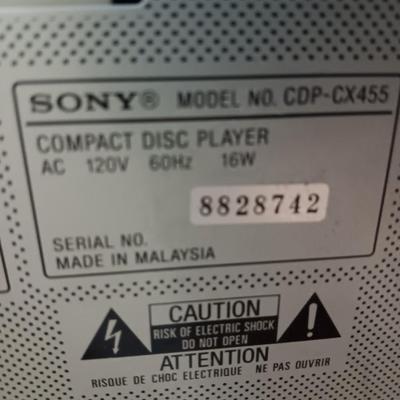 SONY® MODEL NO. CDP-CX455
COMPACT DISC PLAYER
AC 120V 60Hz 16W
8828742
SERIAL NO.
MADE IN MALAYSIA
CAUTION
RISK OF ELECTRIC SHOCK
DO NOT OPEN
ATTENTION
RISQUE DE CHOC ELECTRIQUE NE PAS OUVRIR